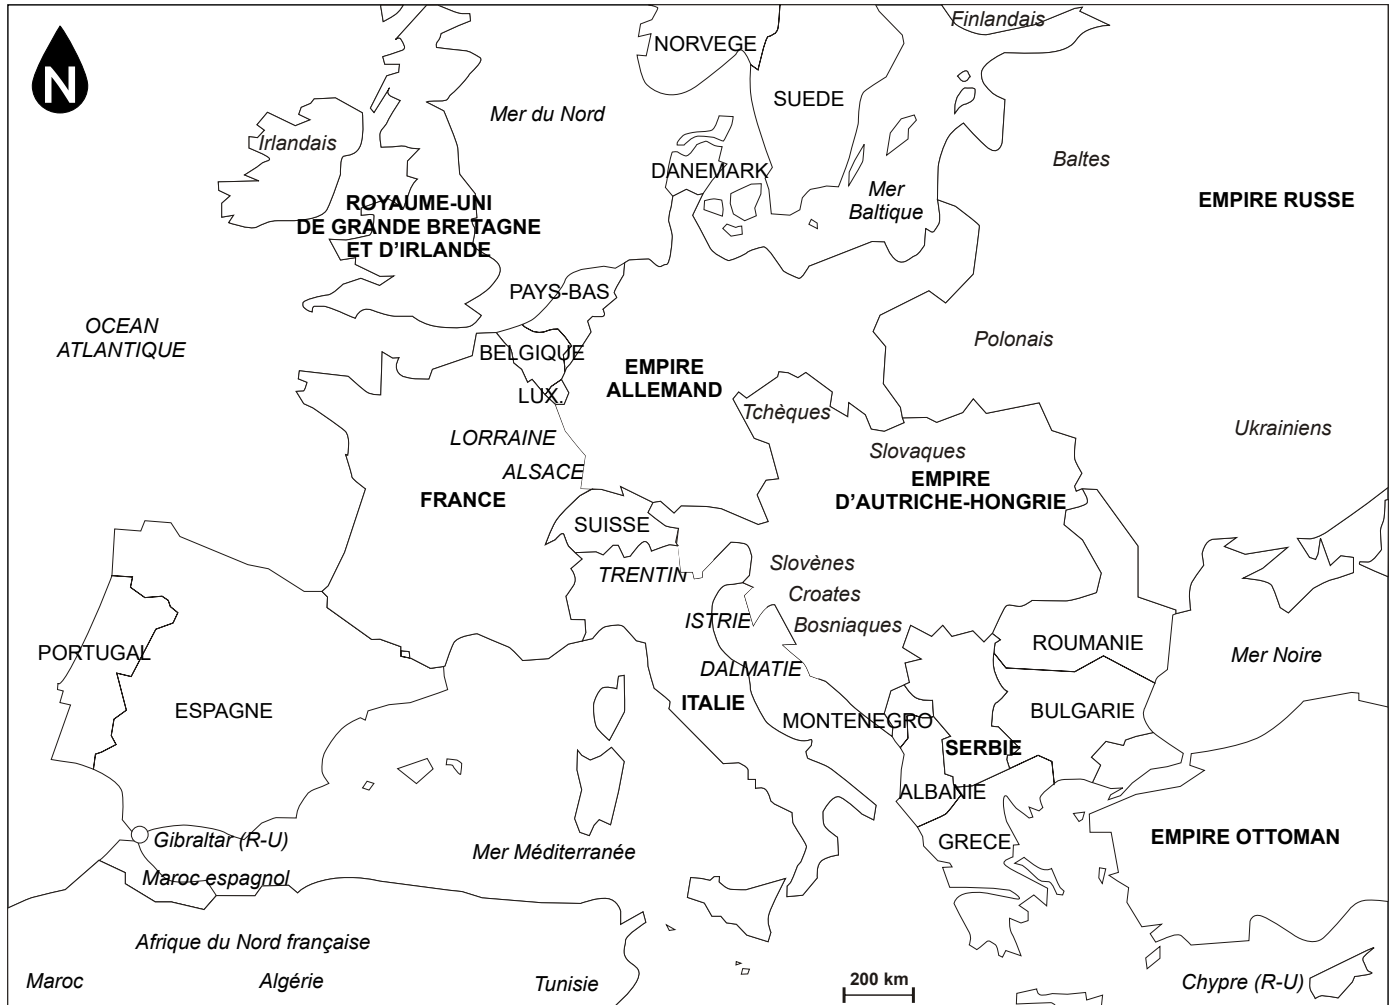 Finlandais
NORVEGE
N
SUEDE
Mer du Nord
Irlandais
Baltes
DANEMARK
Mer
Baltique
EMPIRE RUSSE
ROYAUME-UNI
DE GRANDE BRETAGNE
ET D’IRLANDE
PAYS-BAS
OCEAN
ATLANTIQUE
Polonais
BELGIQUE
EMPIRE
ALLEMAND
LUX.
Tchèques
Ukrainiens
LORRAINE
Slovaques
ALSACE
EMPIRE
D’AUTRICHE-HONGRIE
FRANCE
SUISSE
Slovènes
TRENTIN
Croates
ISTRIE
Bosniaques
ROUMANIE
PORTUGAL
Mer Noire
DALMATIE
ITALIE
ESPAGNE
BULGARIE
MONTENEGRO
SERBIE
ALBANIE
EMPIRE OTTOMAN
Gibraltar (R-U)
GRECE
Mer Méditerranée
Maroc espagnol
Afrique du Nord française
Maroc
Algérie
Tunisie
200 km
Chypre (R-U)